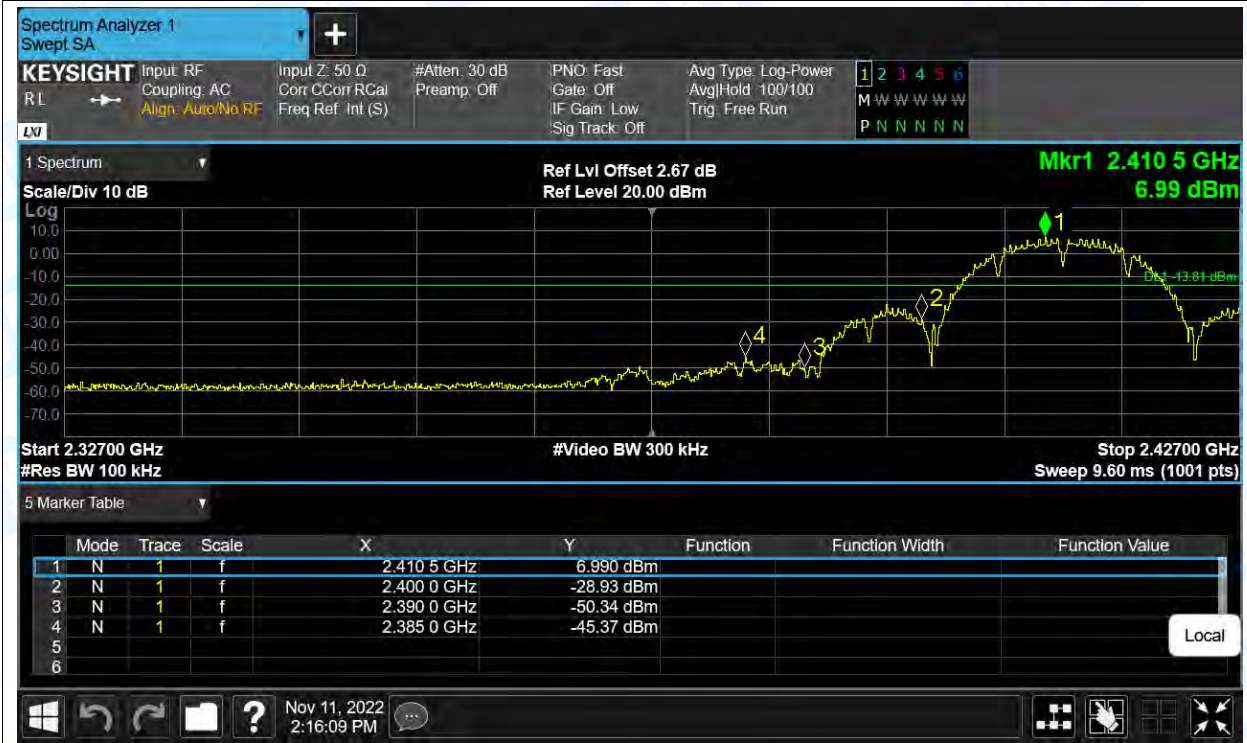 Spectrum Analyzer 1
Swept SA
+
KEYSIGHT Input: RF Input Z: 50 Ω #Atten: 30 dB PNO: Fast Avg Type: Log-Power 1 2 3 4 5 6
RL Coupling: AC Corr CCorr RCal Preamp: Off Gate: Off Avg|Hold: 100/100 M W W W W W
Align: Auto/No RF Freq Ref: Int (S) IF Gain: Low Trig: Free Run
LXI Sig Track: Off P N N N N N
1 Spectrum Ref Lvl Offset 2.67 dB Mkr1 2.410 5 GHz
Scale/Div 10 dB Ref Level 20.00 dBm 6.99 dBm
Log
10.0
0.00
-10.0
-20.0
-30.0
-40.0
-50.0
-60.0
-70.0
1
DL1 -13.81 dBm
2
4
3
Start 2.32700 GHz #Video BW 300 kHz Stop 2.42700 GHz
#Res BW 100 kHz Sweep 9.60 ms (1001 pts)
5 Marker Table
Mode Trace Scale X Y Function Function Width Function Value
1 N 1 f 2.410 5 GHz 6.990 dBm
2 N 1 f 2.400 0 GHz -28.93 dBm
3 N 1 f 2.390 0 GHz -50.34 dBm
4 N 1 f 2.385 0 GHz -45.37 dBm
5
6
Local
? Nov 11, 2022
2:16:09 PM